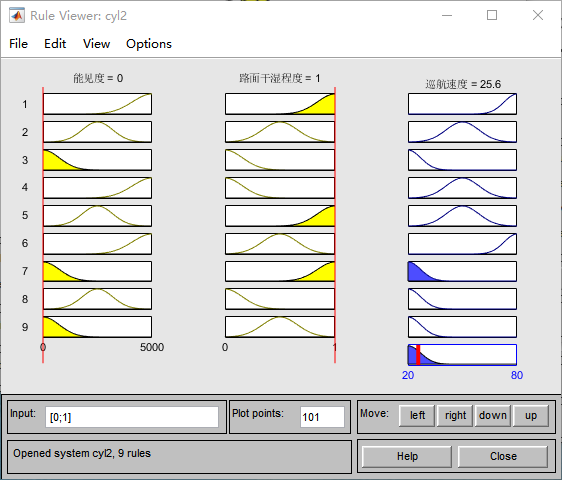 Rule Viewer: cyl2
File Edit View Options
能见度 = 0 路面干湿程度 = 1 巡航速度 = 25.6
1
2
3
4
5
6
7
8
9
0 5000 0 1
20 80
Input: [0;1] Plot points: 101 Move: left right down up
Opened system cyl2, 9 rules Help Close